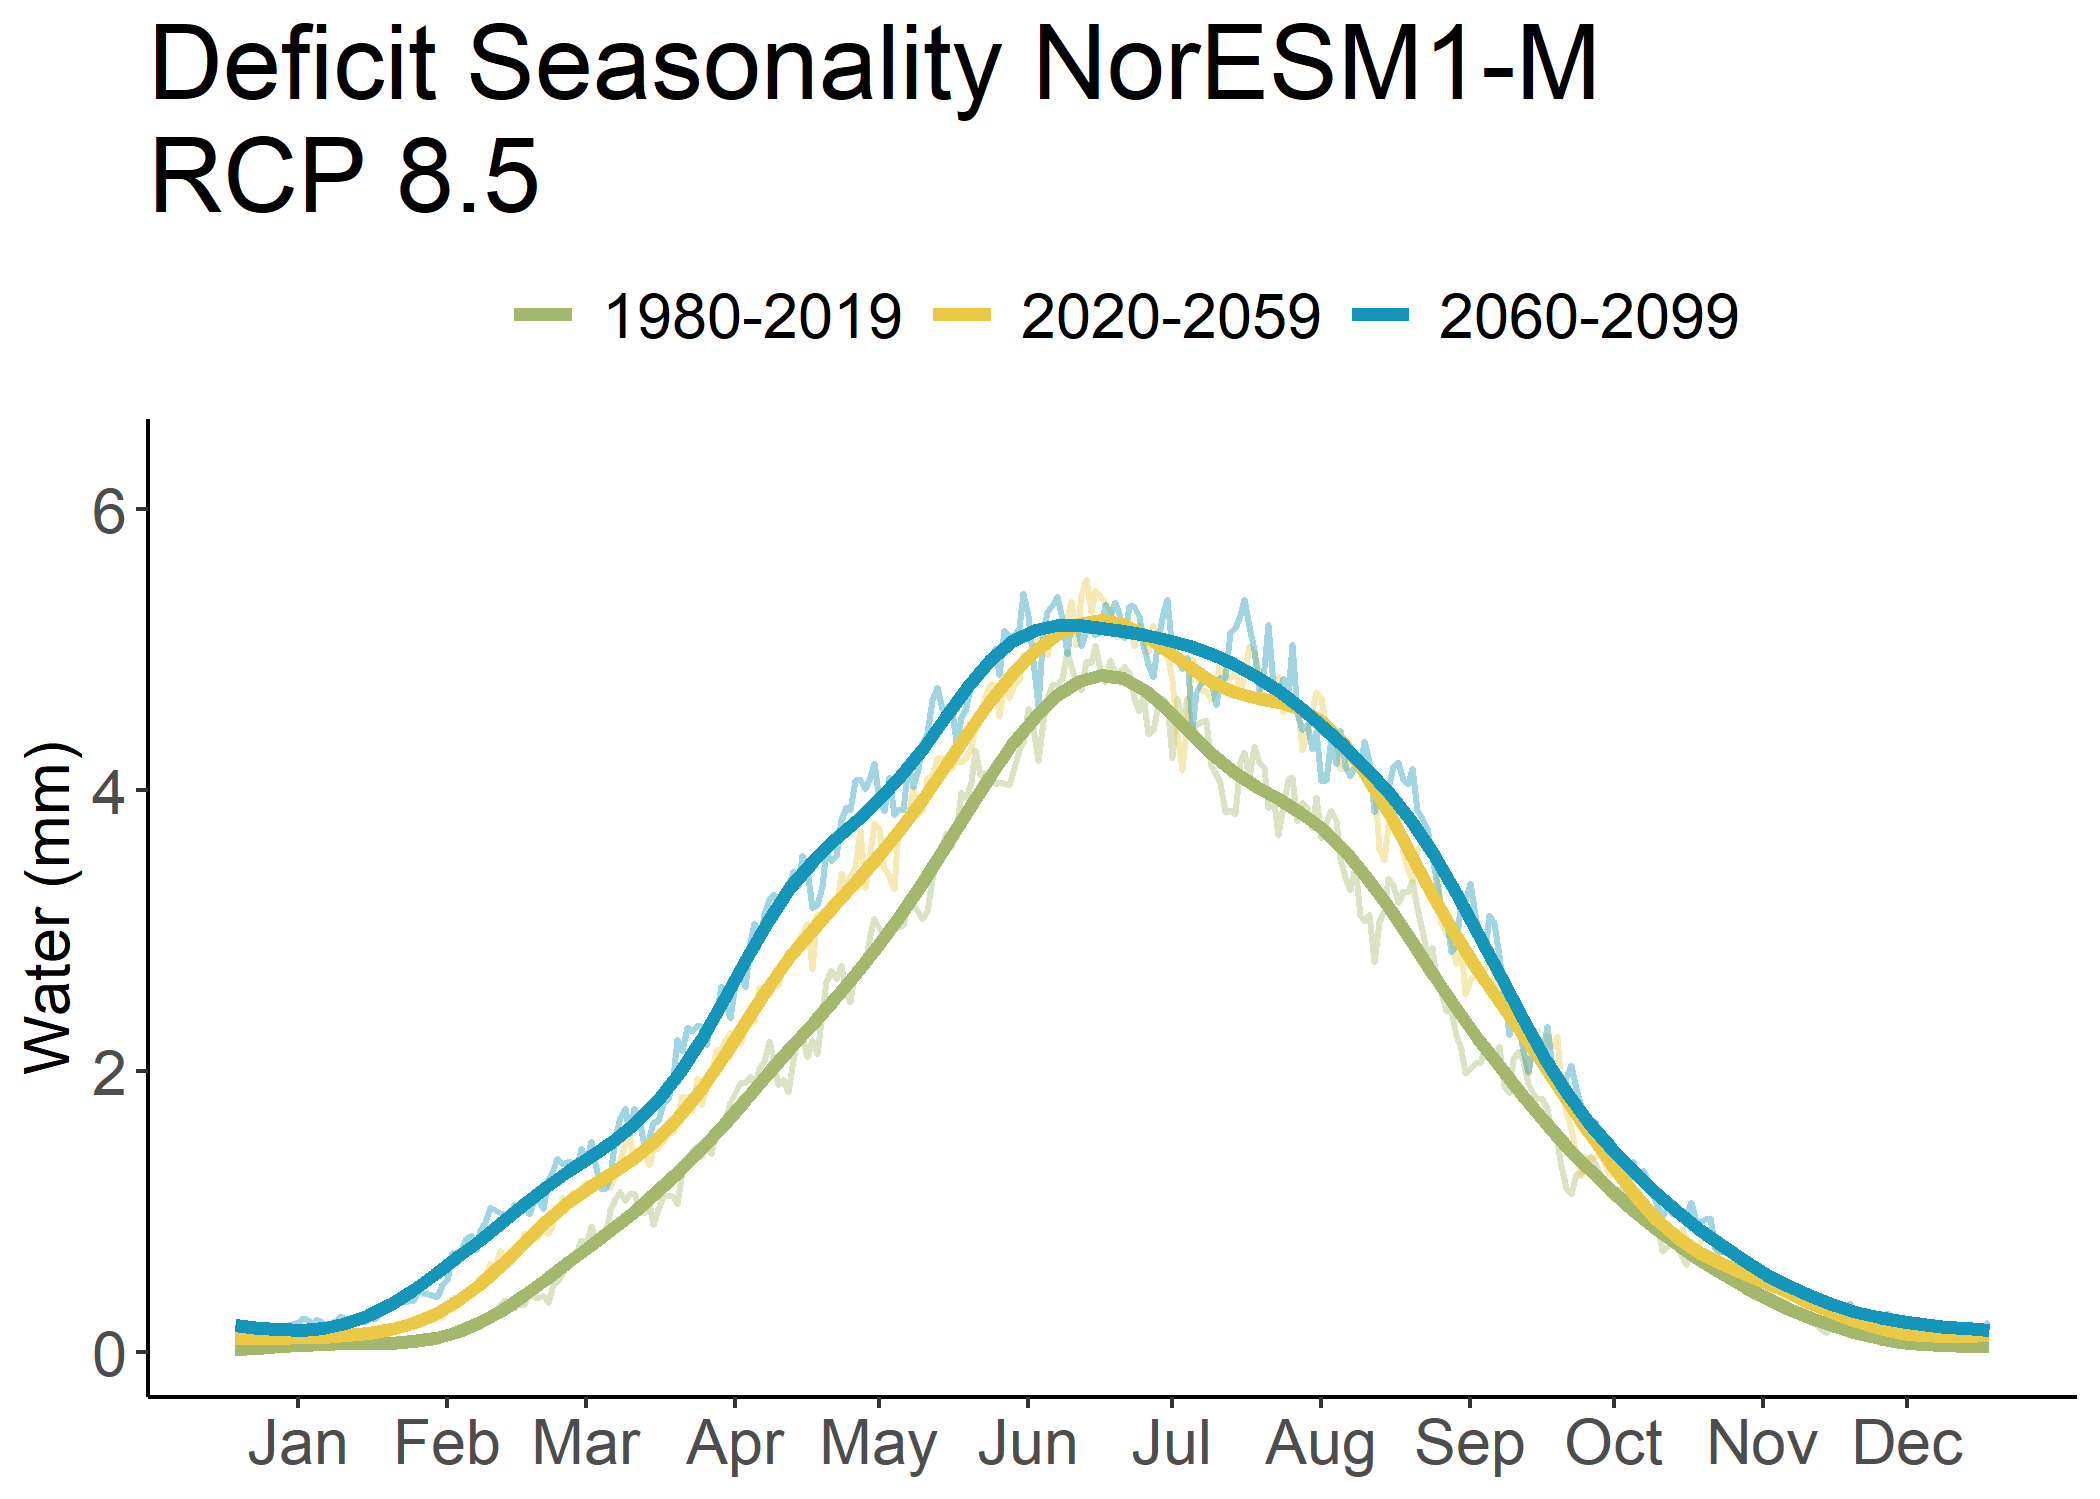 Deficit Seasonality NorESM1-M
RCP 8.5
1980-2019 2020-2059 2060-2099
Water (mm)
6
4
2
0
Jan Feb Mar Apr May Jun Jul Aug Sep Oct Nov Dec